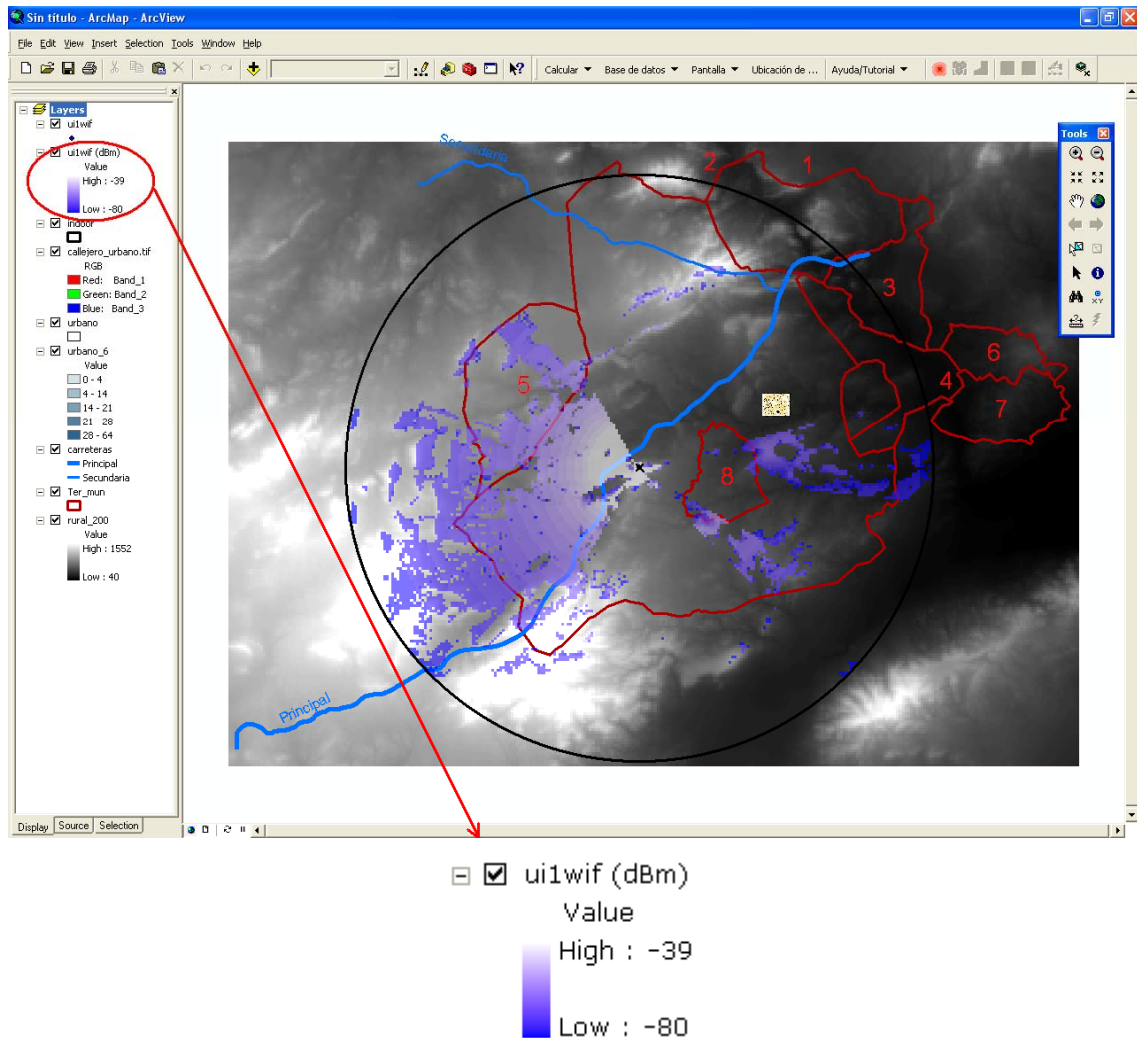 Sin título - ArcMap - ArcView
File Edit View Insert Selection Tools Window Help
Calcular Base de datos Pantalla Ubicación de ... Ayuda/Tutorial
Layers
ui1wif
ui1wif (dBm)
Value
High : -39
Low : -80
indoor
callejero_urbano.tif
RGB
Red: Band_1
Green: Band_2
Blue: Band_3
urbano
urbano_6
Value
0 - 4
4 - 14
14 - 21
21 28
28 - 64
carreteras
Principal
Secundaria
Ter_mun
rural_200
Value
High : 1552
Low : 40
Display Source Selection
Secundaria
2
1
3
5
4
6
7
8
Principal
Tools
XY
ui1wif (dBm)
Value
High : -39
Low : -80